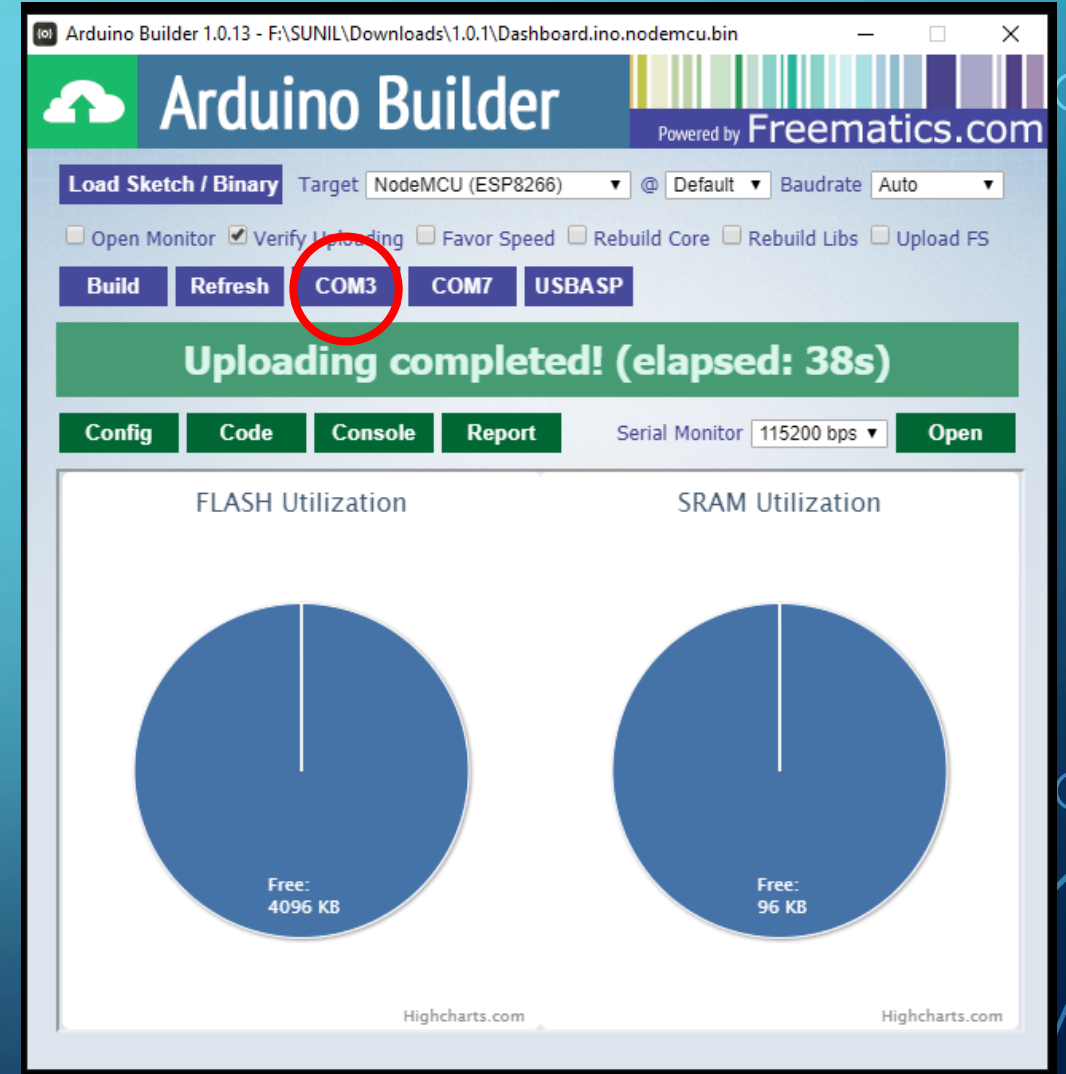 Arduino Builder 1.0.13 - F:\SUNIL\Downloads\1.0.1\Dashboard.ino.nodemcu.bin
Arduino Builder
Powered by Freematics.com
Load Sketch / Binary Target NodeMCU (ESP8266) @ Default Baudrate Auto
Open Monitor Verify Uploading Favor Speed Rebuild Core Rebuild Libs Upload FS
Build Refresh COM3 COM7 USBASP
Uploading completed! (elapsed: 38s)
Config Code Console Report Serial Monitor 115200 bps Open
FLASH Utilization SRAM Utilization
Free: Free:
4096 KB 96 KB
Highcharts.com Highcharts.com